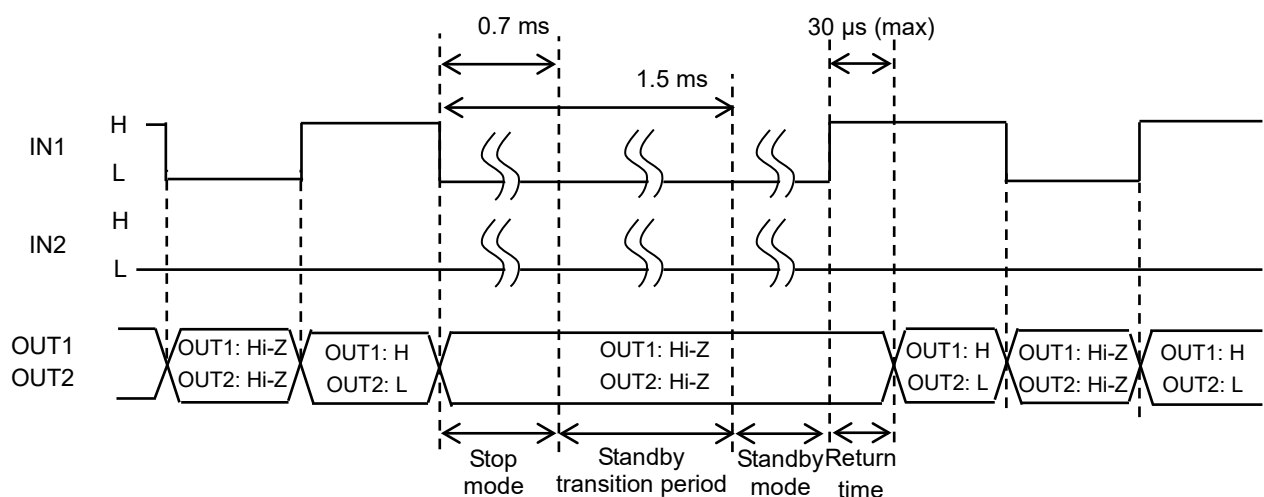 0.7 ms
30 µs (max)
1.5 ms
H
IN1
L
H
IN2
L
OUT1
OUT2
OUT1: Hi-Z
OUT2: Hi-Z
OUT1: H
OUT2: L
OUT1: Hi-Z
OUT2: Hi-Z
OUT1: H
OUT2: L
OUT1: Hi-Z
OUT2: Hi-Z
OUT1: H
OUT2: L
Stop
mode
Standby
transition period
Standby
mode
Return
time